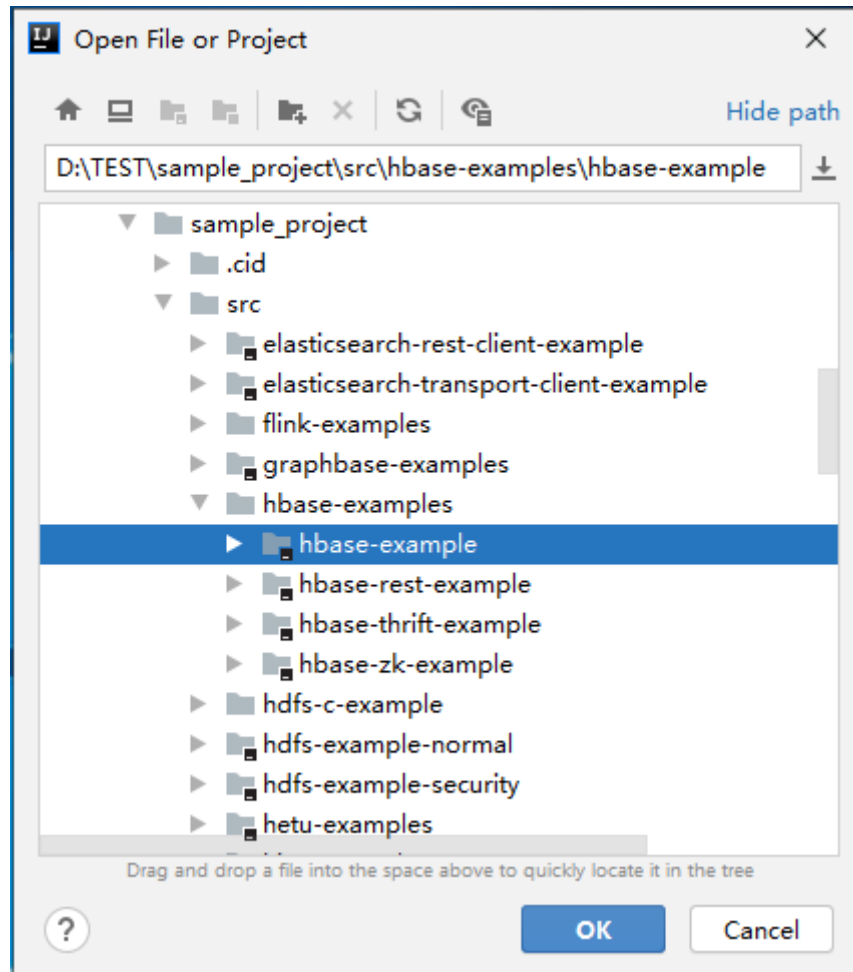 IJ Open File or Project
Hide path
D:\TEST\sample_project\src\hbase-examples\hbase-example
sample_project
.cid
src
elasticsearch-rest-client-example
elasticsearch-transport-client-example
flink-examples
graphbase-examples
hbase-examples
hbase-example
hbase-rest-example
hbase-thrift-example
hbase-zk-example
hdfs-c-example
hdfs-example-normal
hdfs-example-security
hetu-examples
Drag and drop a file into the space above to quickly locate it in the tree
? OK Cancel